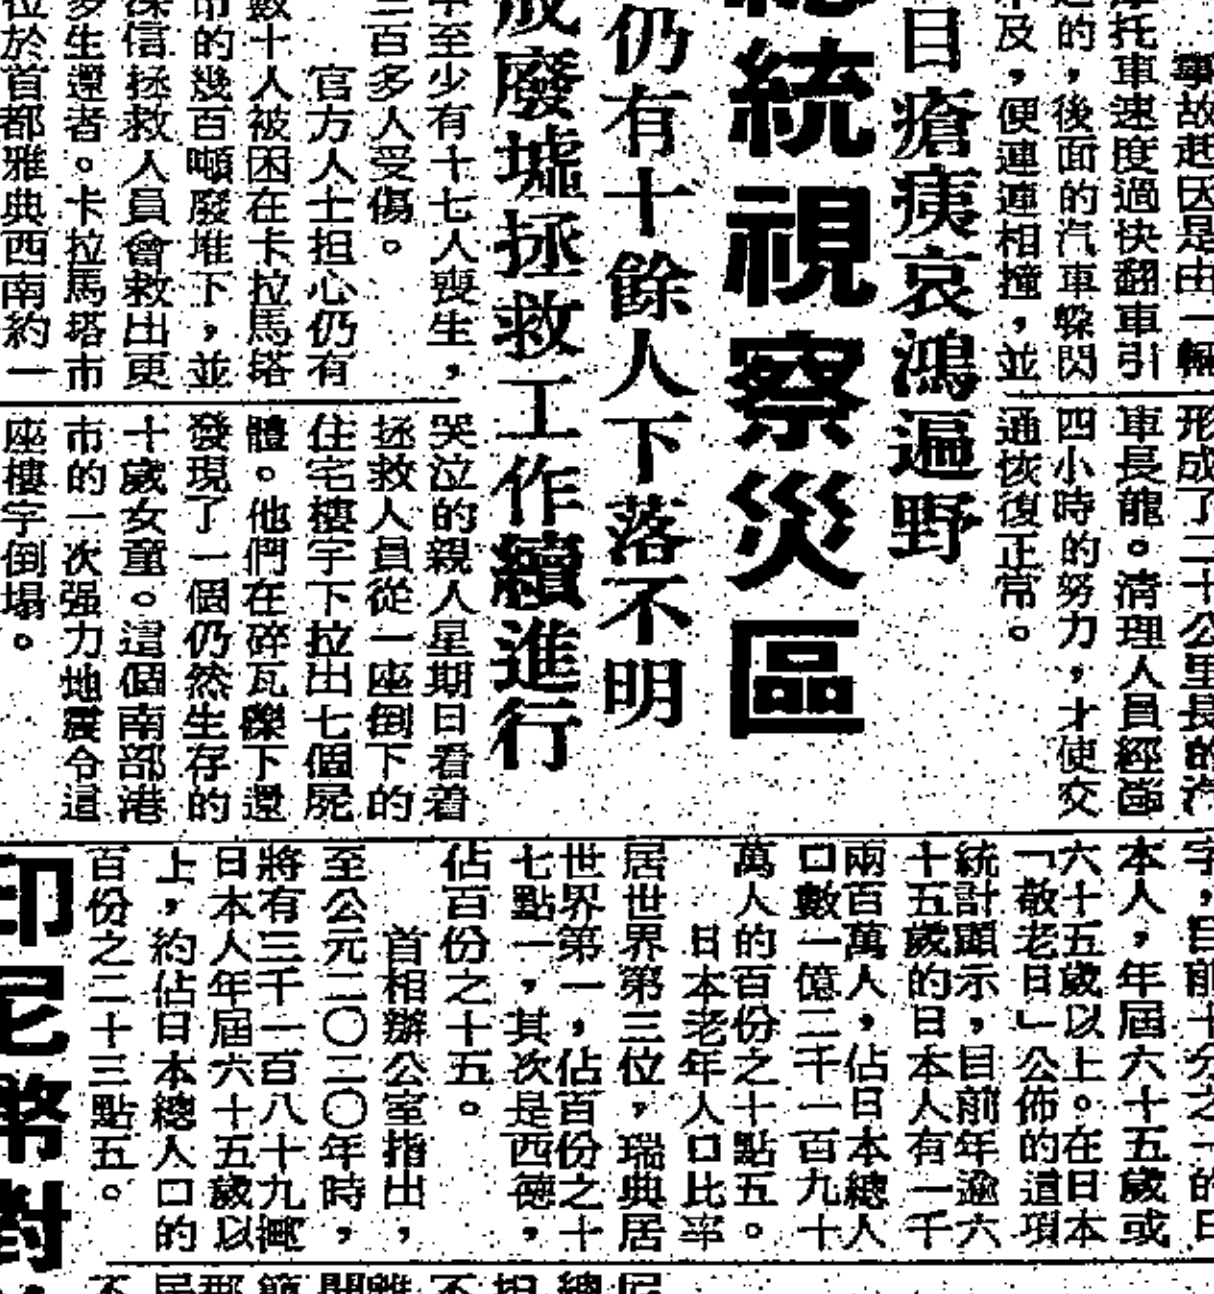 故起因是由一輛
托車速度過快翻車引
的，後面的汽車躱閃
及，便連連相撞，並
形成了二十公里長的汽
車長龍。清理人員經
四小時的努力，才使交
通恢復正常。
目瘡痍哀鴻遍野
統視察災區
仍有十餘人下落不明
成廢墟拯救工作續進行
至少有十七人喪生，
百多人受傷。
官方人士担心仍有
數十人被困在卡拉馬塔
的幾百噸廢堆下，並
深信拯救人員會救出更
多生還者。卡拉馬塔市
位於首都雅典西南約一
哭泣的親人星期日看着
拯救人員從一座倒下的
住宅樓宇下拉出七個屍
體。他們在碎瓦礫下還
發現了一個仍然生存的
十歲女童。這個南部港
市的一次强力地震令這
座樓宇倒塌。
字，目前十分之一的日
本人，年屆六十五歲或
六十五歲以上。在日本
「敬老日」公佈的這項
統計顯示，目前年逾六
十五歲的日本人有一千
兩百萬人，佔日本總人
口數一億二千一百九十
萬人的百份之十點五。
日本老年人口比率
居世界第三位，瑞典居
世界第一，佔百份之十
七點一，其次是西德，
佔百份之十五。
首相辦公室指出，
至公元二〇二〇年時，
將有三千一百八十九萬
日本人年屆六十五歲以
上，約佔日本總人口的
百份之二十三點五。
印尼幣對